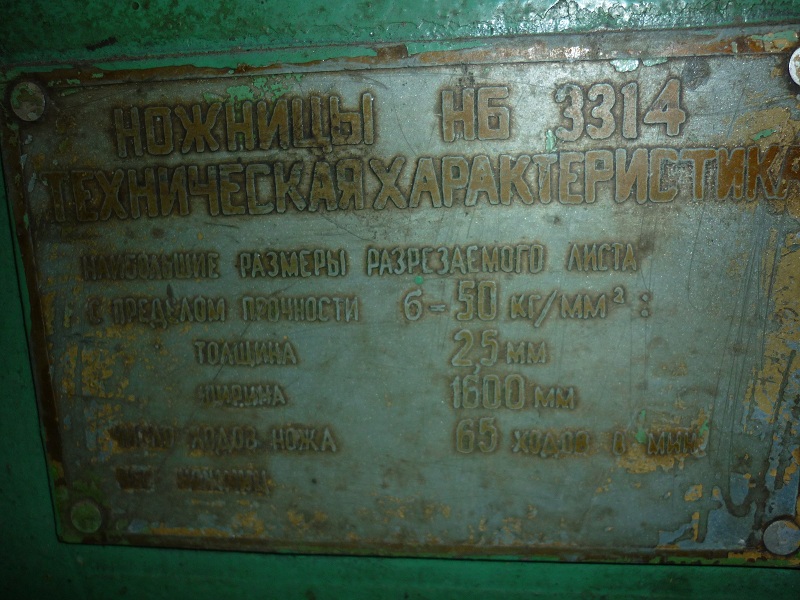 НОЖНИЦЫ НБ 3314
ТЕХНИЧЕСКАЯ ХАРАКТЕРИСТИКА
НАИБОЛЬШИЕ РАЗМЕРЫ РАЗРЕЗАЕМОГО ЛИСТА
С ПРЕДЕЛОМ ПРОЧНОСТИ б-50 КГ/ММ²:
ТОЛЩИНА 2,5 ММ
ШИРИНА 1600 ММ
ХОДОВ НОЖА 65 ХОДОВ В МИН